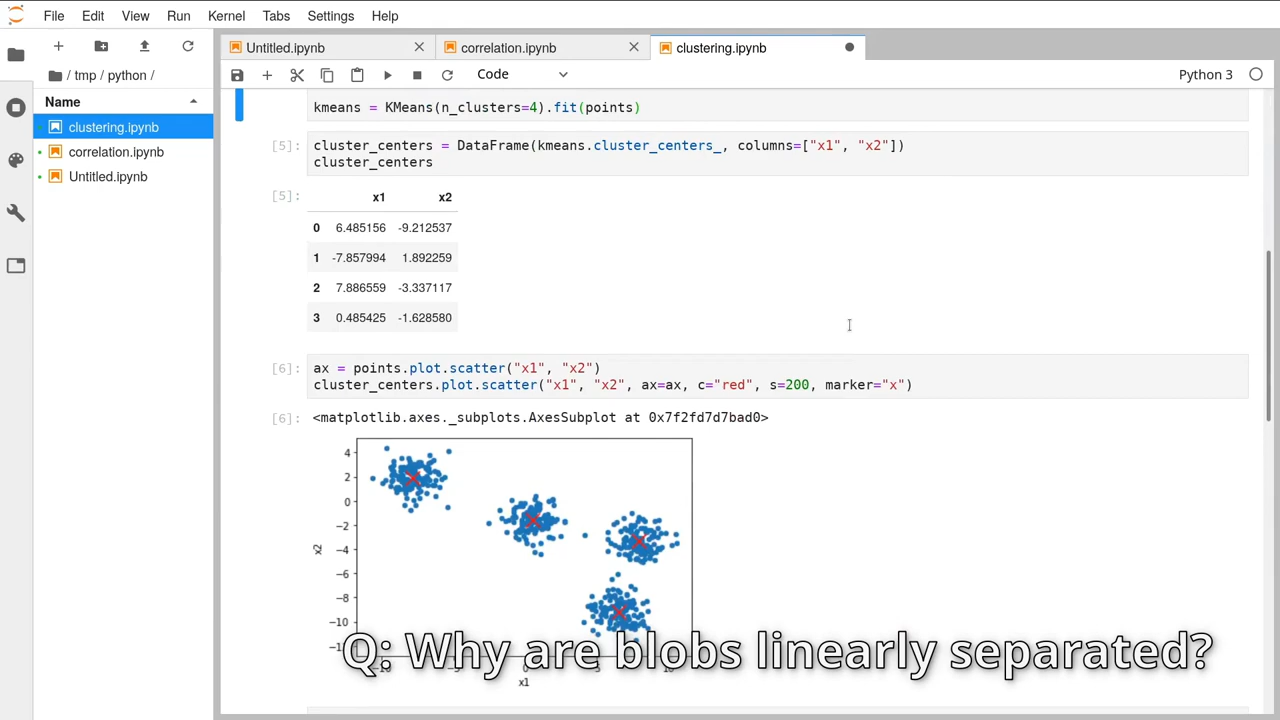 File Edit View Run Kernel Tabs Settings Help
Untitled.ipynb
correlation.ipynb
clustering.ipynb
/ tmp / python /
Code
Python 3
Name
clustering.ipynb
correlation.ipynb
Untitled.ipynb
kmeans = KMeans(n_clusters=4).fit(points)
[5]:
cluster_centers = DataFrame(kmeans.cluster_centers_, columns=["x1", "x2"])
cluster_centers
[5]:
x1 x2
0 6.485156 -9.212537
1 -7.857994 1.892259
2 7.886559 -3.337117
3 0.485425 -1.628580
[6]:
ax = points.plot.scatter("x1", "x2")
cluster_centers.plot.scatter("x1", "x2", ax=ax, c="red", s=200, marker="x")
[6]:
<matplotlib.axes._subplots.AxesSubplot at 0x7f2fd7d7bad0>
4
2
0
−2
−4
−6
−8
−10
x2
x1
Q: Why are blobs linearly separated?